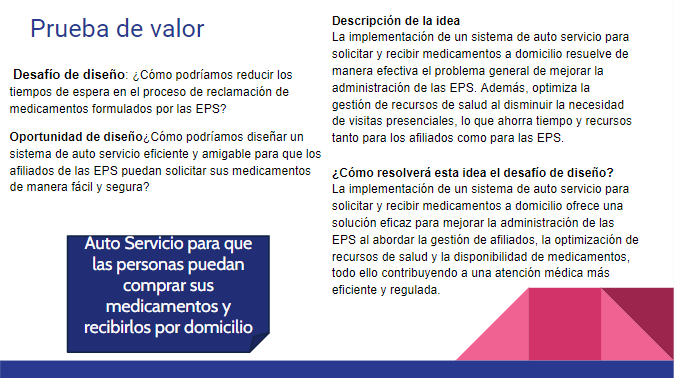 Prueba de valor
Desafío de diseño: ¿Cómo podríamos reducir los
tiempos de espera en el proceso de reclamación de
medicamentos formulados por las EPS?
Oportunidad de diseño¿Cómo podríamos diseñar un
sistema de auto servicio eficiente y amigable para que los
afiliados de las EPS puedan solicitar sus medicamentos
de manera fácil y segura?
Auto Servicio para que
las personas puedan
comprar sus
medicamentos y
recibirlos por domicilio
Descripción de la idea
La implementación de un sistema de auto servicio para
solicitar y recibir medicamentos a domicilio resuelve de
manera efectiva el problema general de mejorar la
administración de las EPS. Además, optimiza la
gestión de recursos de salud al disminuir la necesidad
de visitas presenciales, lo que ahorra tiempo y recursos
tanto para los afiliados como para las EPS.
¿Cómo resolverá esta idea el desafío de diseño?
La implementación de un sistema de auto servicio para
solicitar y recibir medicamentos a domicilio ofrece una
solución eficaz para mejorar la administración de las
EPS al abordar la gestión de afiliados, la optimización de
recursos de salud y la disponibilidad de medicamentos,
todo ello contribuyendo a una atención médica más
eficiente y regulada.